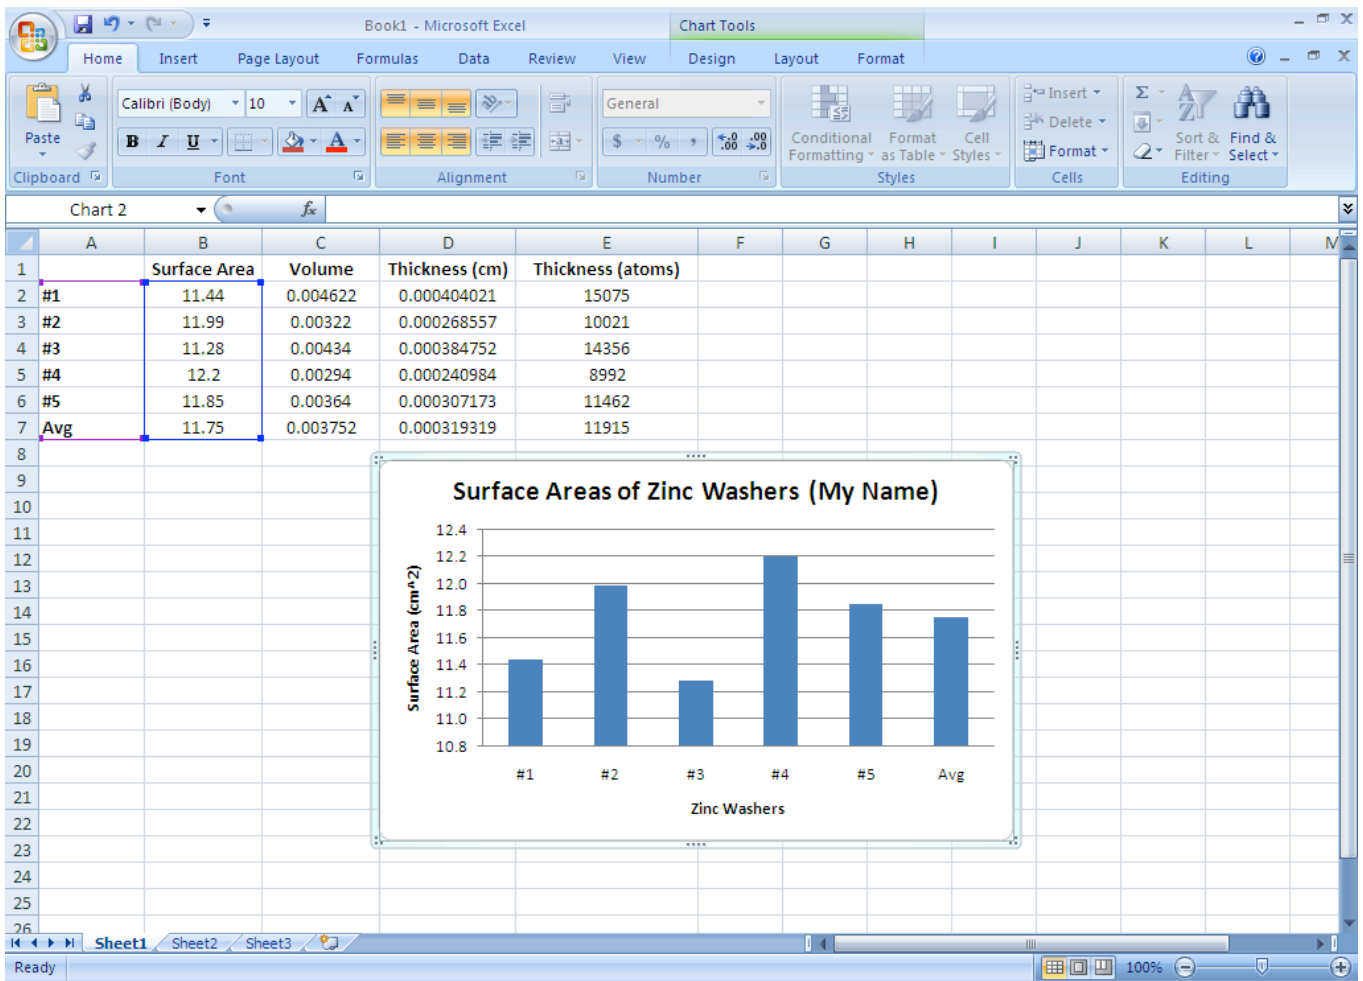 Book1 - Microsoft Excel Chart Tools
Home Insert Page Layout Formulas Data Review View Design Layout Format
Paste
Calibri (Body) 10 A A
B I U A
General
$ % , .0 .00 .00 .0
Conditional Formatting
Format as Table
Cell Styles
Insert
Delete
Format
Σ
Sort & Filter
Find & Select
Clipboard Font Alignment Number Styles Cells Editing
Chart 2 fx
A B C D E F G H I J K L M
1 Surface Area Volume Thickness (cm) Thickness (atoms)
2 #1 11.44 0.004622 0.000404021 15075
3 #2 11.99 0.00322 0.000268557 10021
4 #3 11.28 0.00434 0.000384752 14356
5 #4 12.2 0.00294 0.000240984 8992
6 #5 11.85 0.00364 0.000307173 11462
7 Avg 11.75 0.003752 0.000319319 11915
8
9
10
11
12
13
14
15
16
17
18
19
20
21
22
23
24
25
26
Surface Areas of Zinc Washers (My Name)
Surface Area (cm^2)
12.4
12.2
12.0
11.8
11.6
11.4
11.2
11.0
10.8
#1 #2 #3 #4 #5 Avg
Zinc Washers
Sheet1 Sheet2 Sheet3
Ready 100%